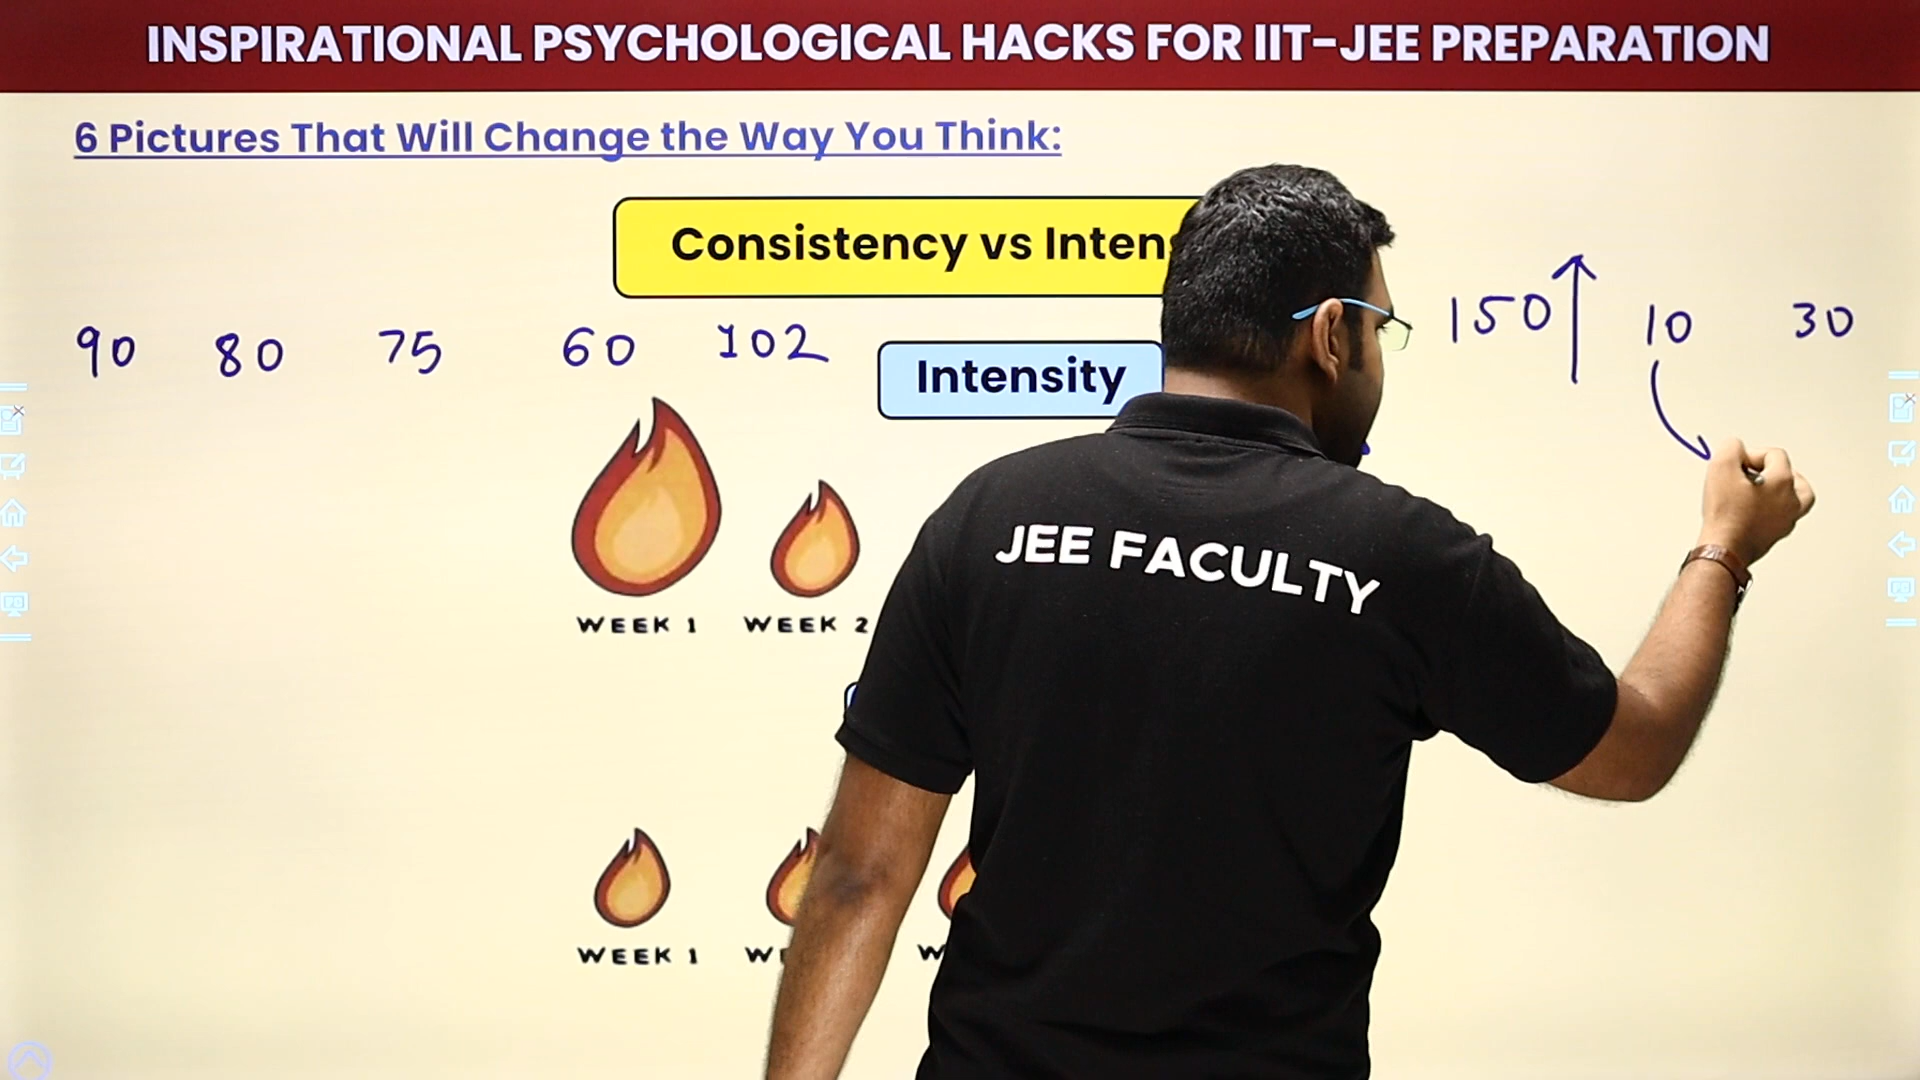 INSPIRATIONAL PSYCHOLOGICAL HACKS FOR IIT-JEE PREPARATION
6 Pictures That Will Change the Way You Think:
Consistency vs
90 80 75 60 102 150 10 30
Intensity
JEE FACULTY
WEEK 1 WEEK 2
WEEK 1